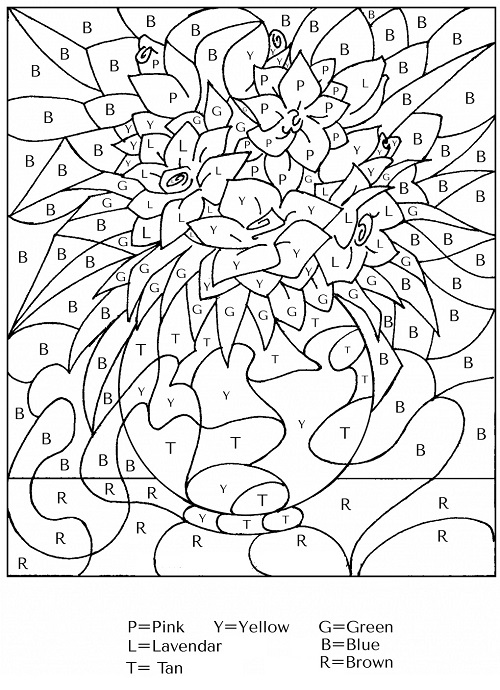 B B B B B B B
B B Y B B
B P Y Y B
B P P P L B B
B B G G P P B B
Y Y G G P P
B B Y L L P P P Y Y B
L L P P G Y B B
G L Y G B
B B L L Y Y L L G B
B B G L Y L G B B
B B G Y Y Y L G B
B G G G Y Y G G B B
B G G Y G G G B
B B G G G G T B B
B T T T B B
B T T B
Y Y Y T B
B B Y B B
B T T T B
B B B Y
R R R Y T R R
R R Y T T R
R R R R
P=Pink Y=Yellow G=Green
L=Lavendar B=Blue
T= Tan R=Brown